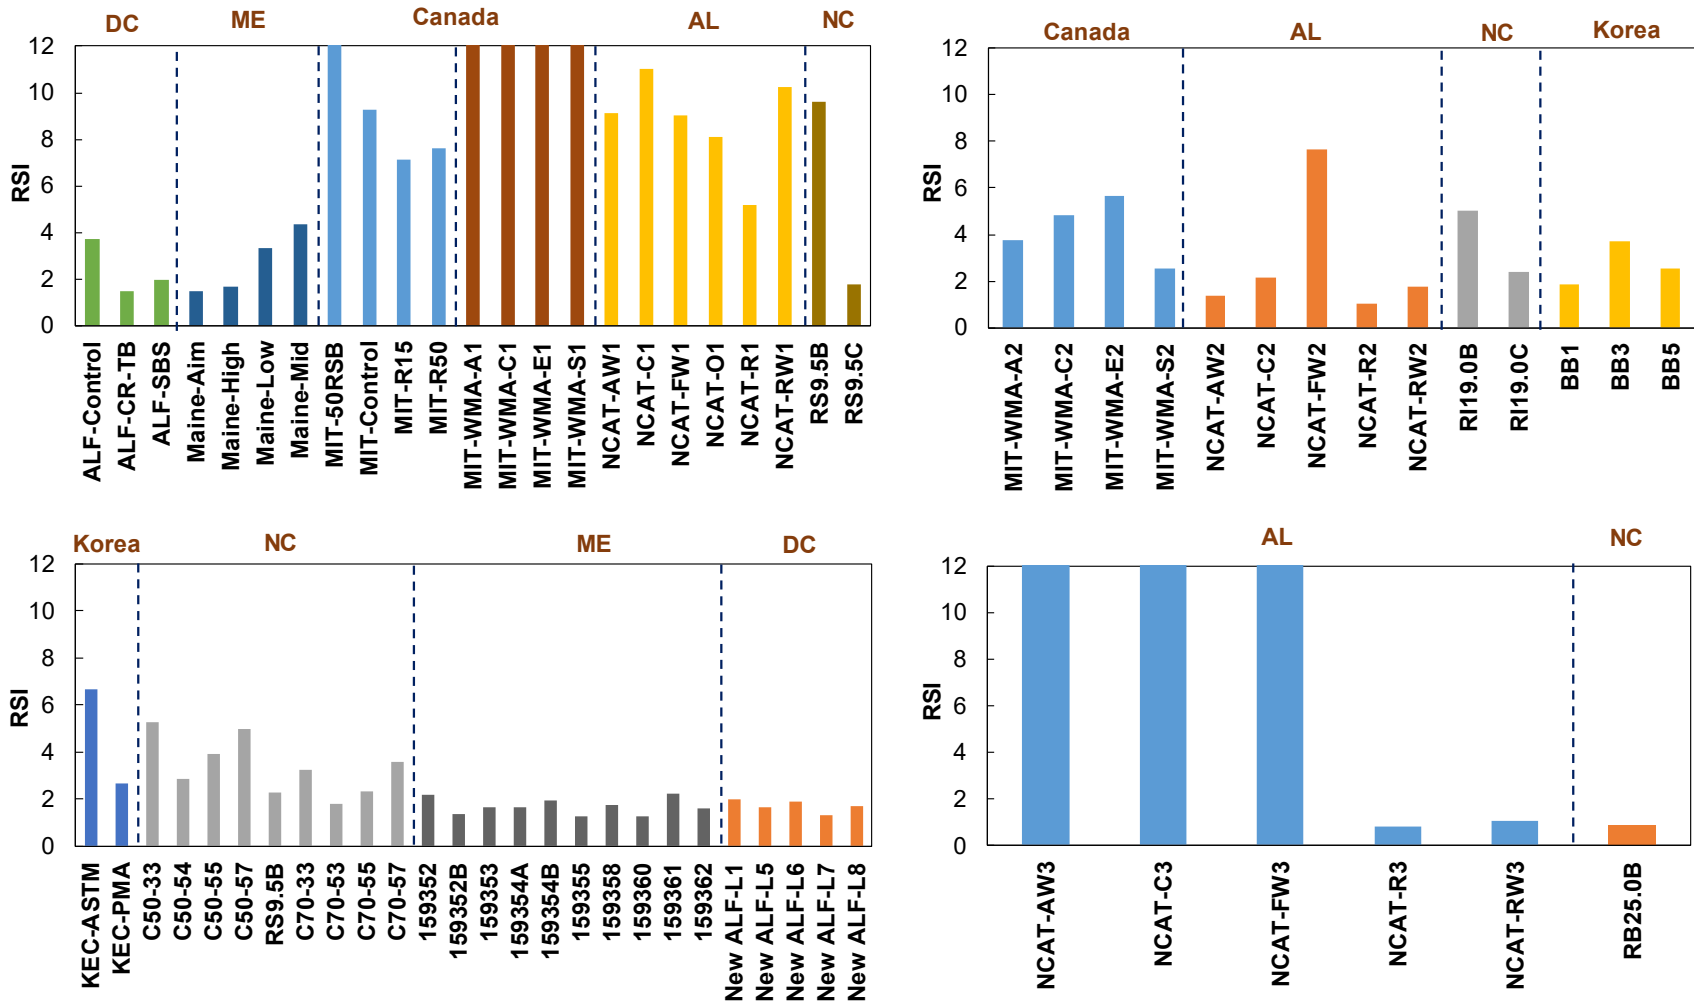 DC ME Canada AL NC
12
10
8
6
4
2
0
RSI
ALF-Control
ALF-CR-TB
ALF-SBS
Maine-Aim
Maine-High
Maine-Low
Maine-Mid
MIT-50RSB
MIT-Control
MIT-R15
MIT-R50
MIT-WMA-A1
MIT-WMA-C1
MIT-WMA-E1
MIT-WMA-S1
NCAT-AW1
NCAT-C1
NCAT-FW1
NCAT-O1
NCAT-R1
NCAT-RW1
RS9.5B
RS9.5C
Canada AL NC Korea
12
10
8
6
4
2
0
RSI
MIT-WMA-A2
MIT-WMA-C2
MIT-WMA-E2
MIT-WMA-S2
NCAT-AW2
NCAT-C2
NCAT-FW2
NCAT-R2
NCAT-RW2
RI19.0B
RI19.0C
BB1
BB3
BB5
Korea NC ME DC
12
10
8
6
4
2
0
RSI
KEC-ASTM
KEC-PMA
C50-33
C50-54
C50-55
C50-57
RS9.5B
C70-33
C70-53
C70-55
C70-57
159352
159352B
159353
159354A
159354B
159355
159358
159360
159361
159362
New ALF-L1
New ALF-L5
New ALF-L6
New ALF-L7
New ALF-L8
AL NC
12
10
8
6
4
2
0
RSI
NCAT-AW3
NCAT-C3
NCAT-FW3
NCAT-R3
NCAT-RW3
RB25.0B